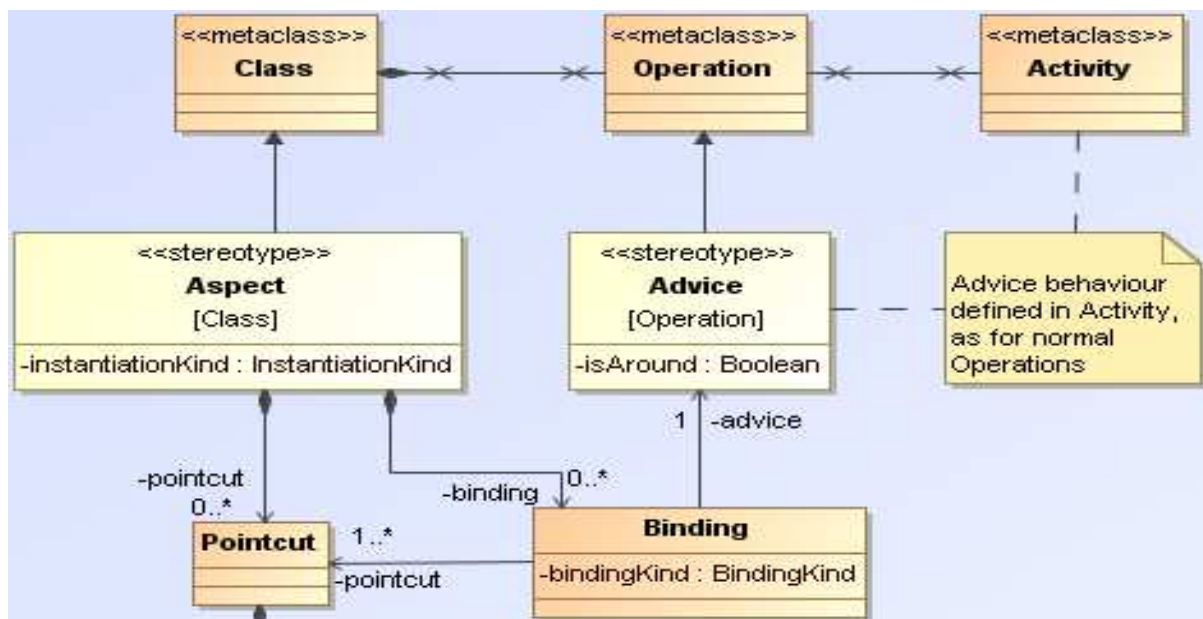 <<metaclass>>
Class
<<metaclass>>
Operation
<<metaclass>>
Activity
<<stereotype>>
Aspect
[Class]
-instantiationKind : InstantiationKind
<<stereotype>>
Advice
[Operation]
-isAround : Boolean
Advice behaviour
defined in Activity,
as for normal
Operations
1
-advice
-pointcut
0..*
-binding
0..*
Pointcut
1..*
-pointcut
Binding
-bindingKind : BindingKind